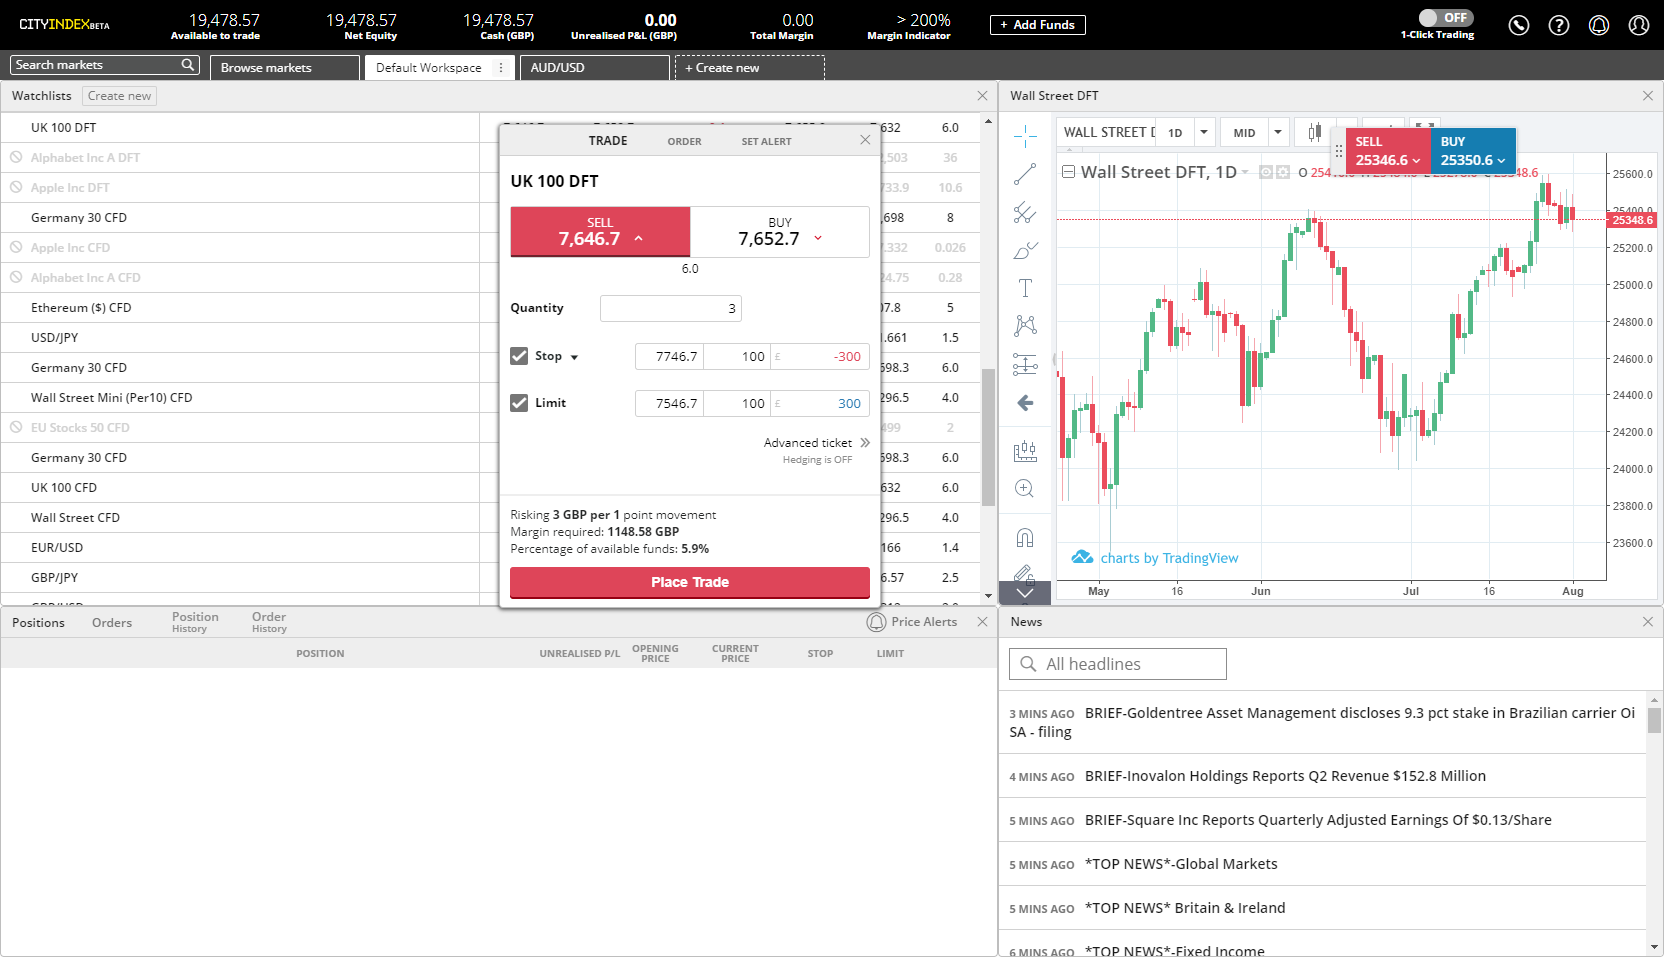 CITYINDEX BETA
19,478.57
Available to trade
19,478.57
Net Equity
19,478.57
Cash (GBP)
0.00
Unrealised P&L (GBP)
0.00
Total Margin
> 200%
Margin Indicator
+ Add Funds
OFF
1-Click Trading
Search markets
Browse markets
Default Workspace
AUD/USD
+ Create new
Watchlists
Create new
UK 100 DFT 632 6.0
Alphabet Inc A DFT 2,503 36
Apple Inc DFT 733.9 10.6
Germany 30 CFD ,698 8
Apple Inc CFD 7.332 0.026
Alphabet Inc A CFD 24.75 0.28
Ethereum ($) CFD 07.8 5
USD/JPY .661 1.5
Germany 30 CFD 698.3 6.0
Wall Street Mini (Per10) CFD 296.5 4.0
EU Stocks 50 CFD 499 2
Germany 30 CFD 698.3 6.0
UK 100 CFD 632 6.0
Wall Street CFD 296.5 4.0
EUR/USD 166 1.4
GBP/JPY 6.57 2.5
TRADE
ORDER
SET ALERT
UK 100 DFT
SELL
7,646.7
BUY
7,652.7
6.0
Quantity
3
Stop
7746.7 100 £ -300
Limit
7546.7 100 £ 300
Advanced ticket
Hedging is OFF
Risking 3 GBP per 1 point movement
Margin required: 1148.58 GBP
Percentage of available funds: 5.9%
Place Trade
Wall Street DFT
WALL STREET D
1D
MID
SELL
25346.6
BUY
25350.6
Wall Street DFT, 1D
O
25600.0
25400.0
25348.6
25200.0
25000.0
24800.0
24600.0
24400.0
24200.0
24000.0
23800.0
23600.0
charts by TradingView
May 16 Jun Jul 16 Aug
Positions
Orders
Position
History
Order
History
Price Alerts
POSITION
UNREALISED P/L
OPENING
PRICE
CURRENT
PRICE
STOP
LIMIT
News
All headlines
3 MINS AGO BRIEF-Goldentree Asset Management discloses 9.3 pct stake in Brazilian carrier Oi
SA - filing
4 MINS AGO BRIEF-Inovalon Holdings Reports Q2 Revenue $152.8 Million
5 MINS AGO BRIEF-Square Inc Reports Quarterly Adjusted Earnings Of $0.13/Share
5 MINS AGO *TOP NEWS*-Global Markets
5 MINS AGO *TOP NEWS* Britain & Ireland
6 MINS AGO *TOP NEWS*-Fixed Income